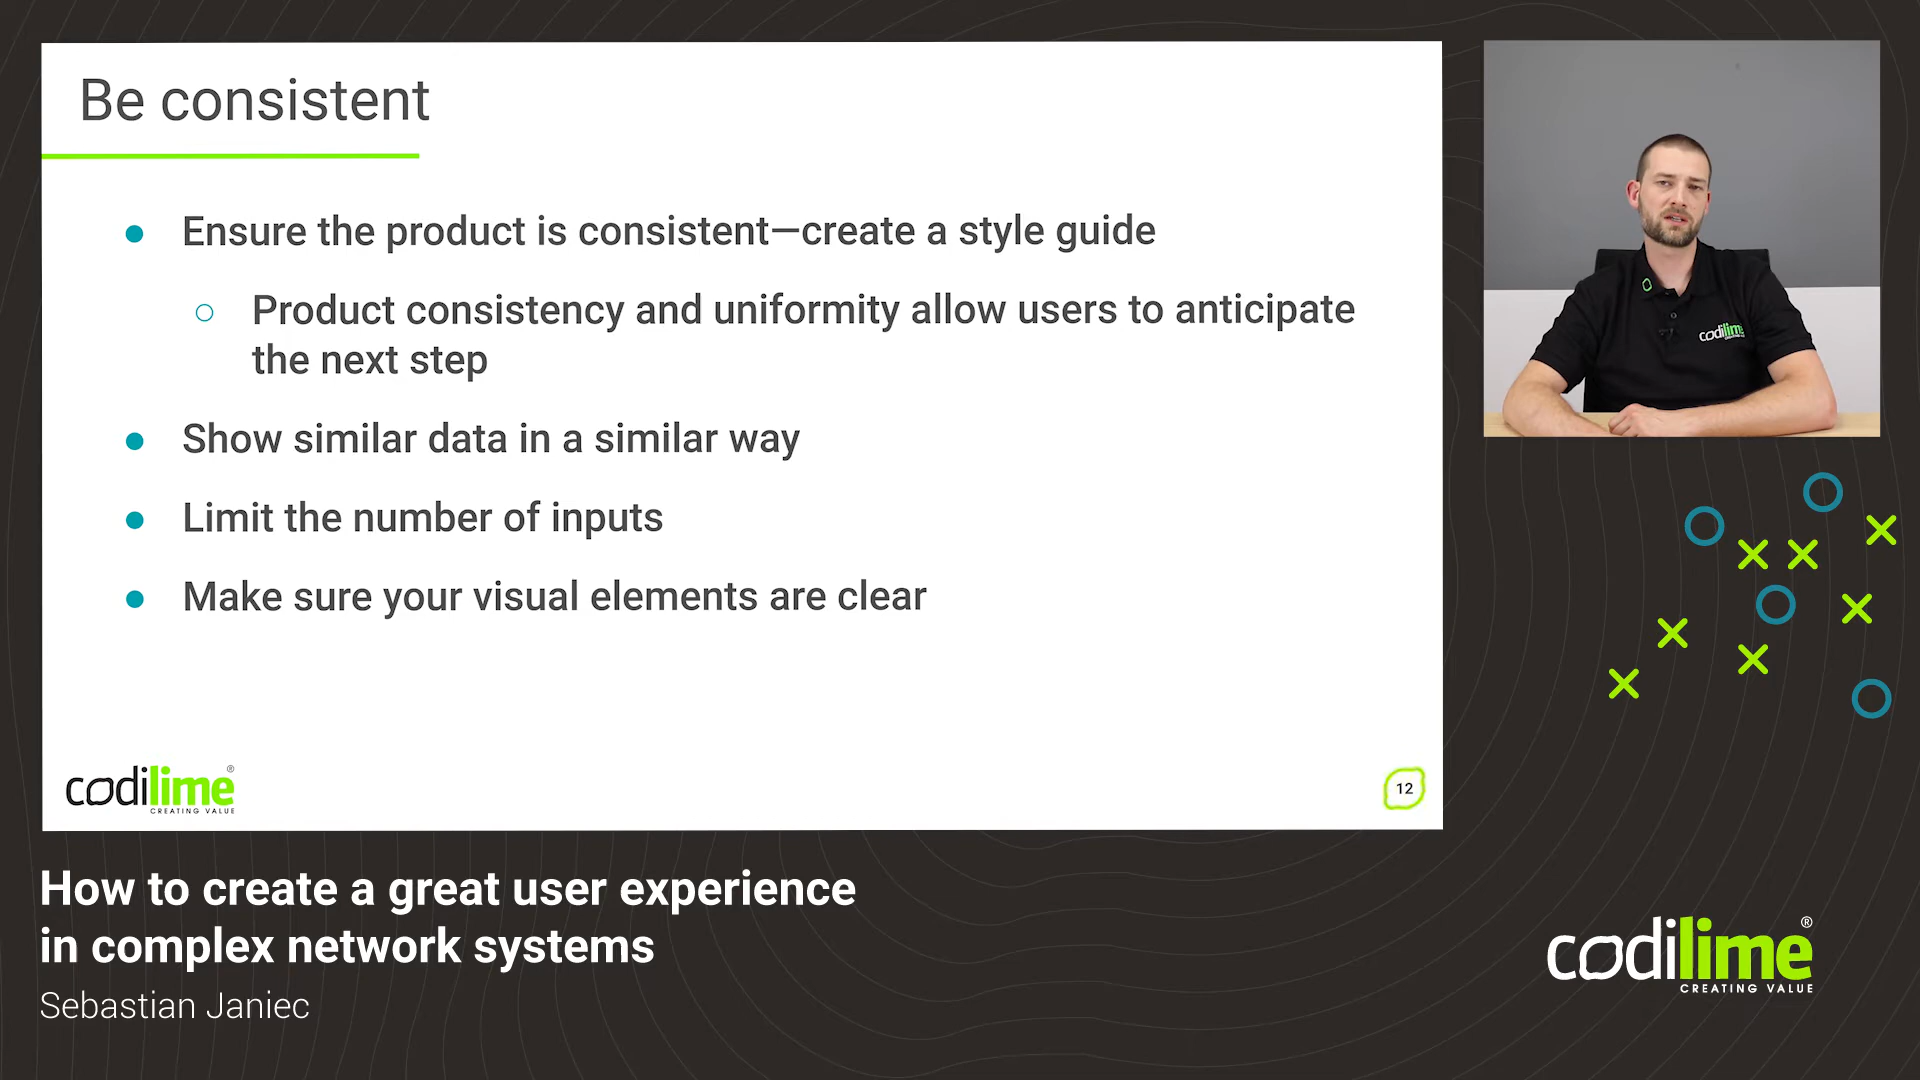 Be consistent
Ensure the product is consistent—create a style guide
Product consistency and uniformity allow users to anticipate
the next step
Show similar data in a similar way
Limit the number of inputs
Make sure your visual elements are clear
codilime®
CREATING VALUE
12
codilime
How to create a great user experience
in complex network systems
Sebastian Janiec
codilime®
CREATING VALUE